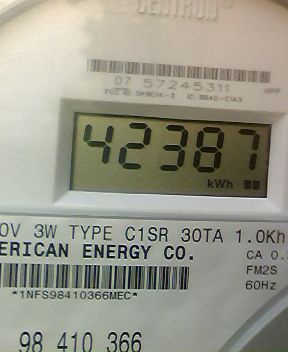 CENTRON®
07 57245311
42387
kWh
0V 3W TYPE C1SR 30TA 1.0Kh
ERICAN ENERGY CO.
CA 0.
FM2S
*1NFS98410366MEC*
60Hz
98 410 366